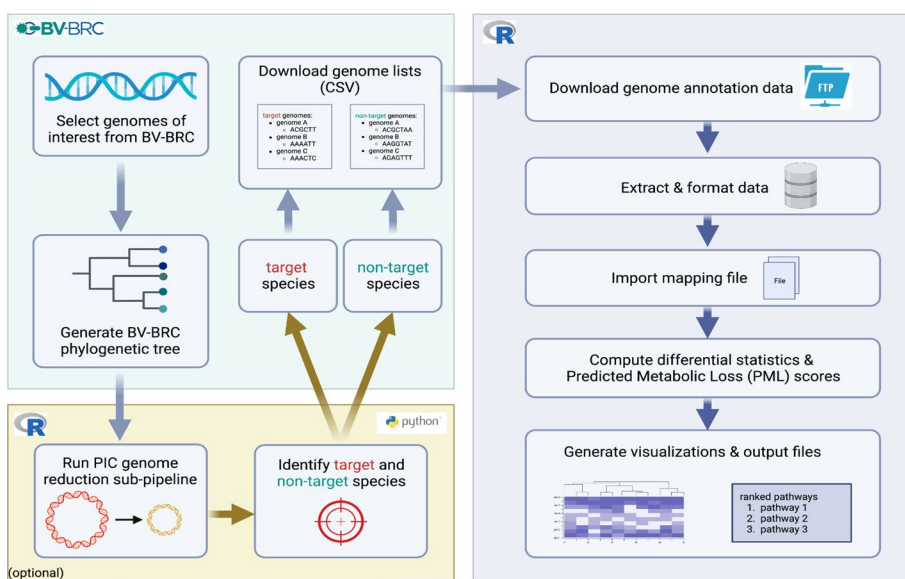 BV-BRC
Select genomes of
interest from BV-BRC
Generate BV-BRC
phylogenetic tree
Download genome lists
(CSV)
target genomes:
• genome A
○ ACGCTT
• genome B
○ AAAATT
• genome C
○ AAACTC
non-target genomes:
• genome A
○ ACGCTAA
• genome B
○ AAGGTAT
• genome C
○ AGAGTTT
target
species
non-target
species
R
python
Run PIC genome
reduction sub-pipeline
Identify target and
non-target species
(optional)
R
Download genome annotation data
FTP
Extract & format data
Import mapping file
File
Compute differential statistics &
Predicted Metabolic Loss (PML) scores
Generate visualizations & output files
ranked pathways
1. pathway 1
2. pathway 2
3. pathway 3